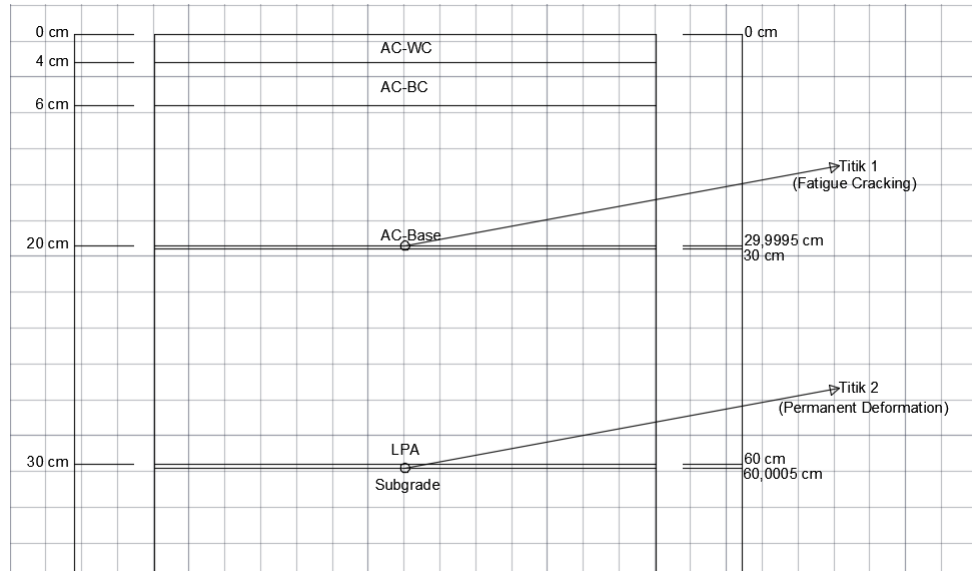 0 cm
0 cm
AC-WC
4 cm
AC-BC
6 cm
Titik 1
(Fatigue Cracking)
AC-Base
20 cm
29,9995 cm
30 cm
Titik 2
(Permanent Deformation)
LPA
30 cm
60 cm
60,0005 cm
Subgrade